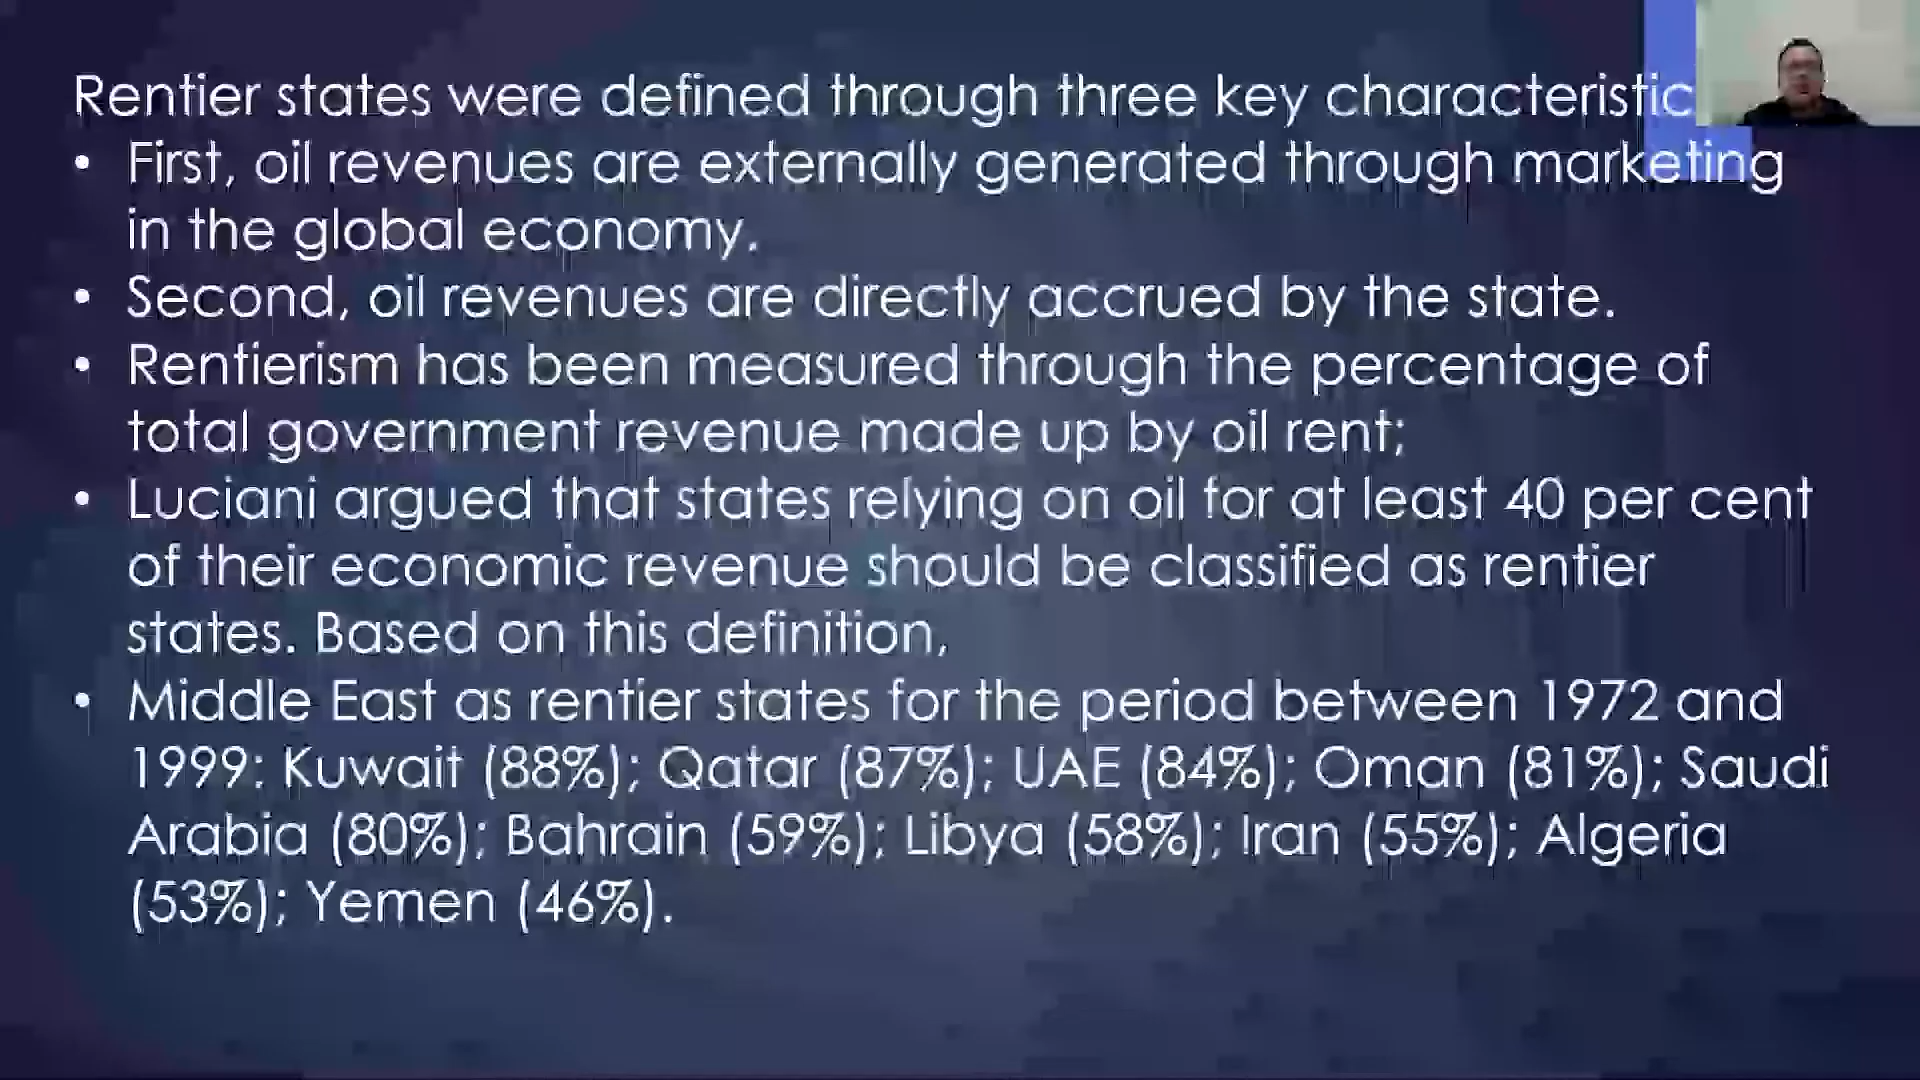 Rentier states were defined through three key characteristic
• First, oil revenues are externally generated through marketing
in the global economy.
• Second, oil revenues are directly accrued by the state.
• Rentierism has been measured through the percentage of
total government revenue made up by oil rent;
• Luciani argued that states relying on oil for at least 40 per cent
of their economic revenue should be classified as rentier
states. Based on this definition,
• Middle East as rentier states for the period between 1972 and
1999: Kuwait (88%); Qatar (87%); UAE (84%); Oman (81%); Saudi
Arabia (80%); Bahrain (59%); Libya (58%); Iran (55%); Algeria
(53%); Yemen (46%).